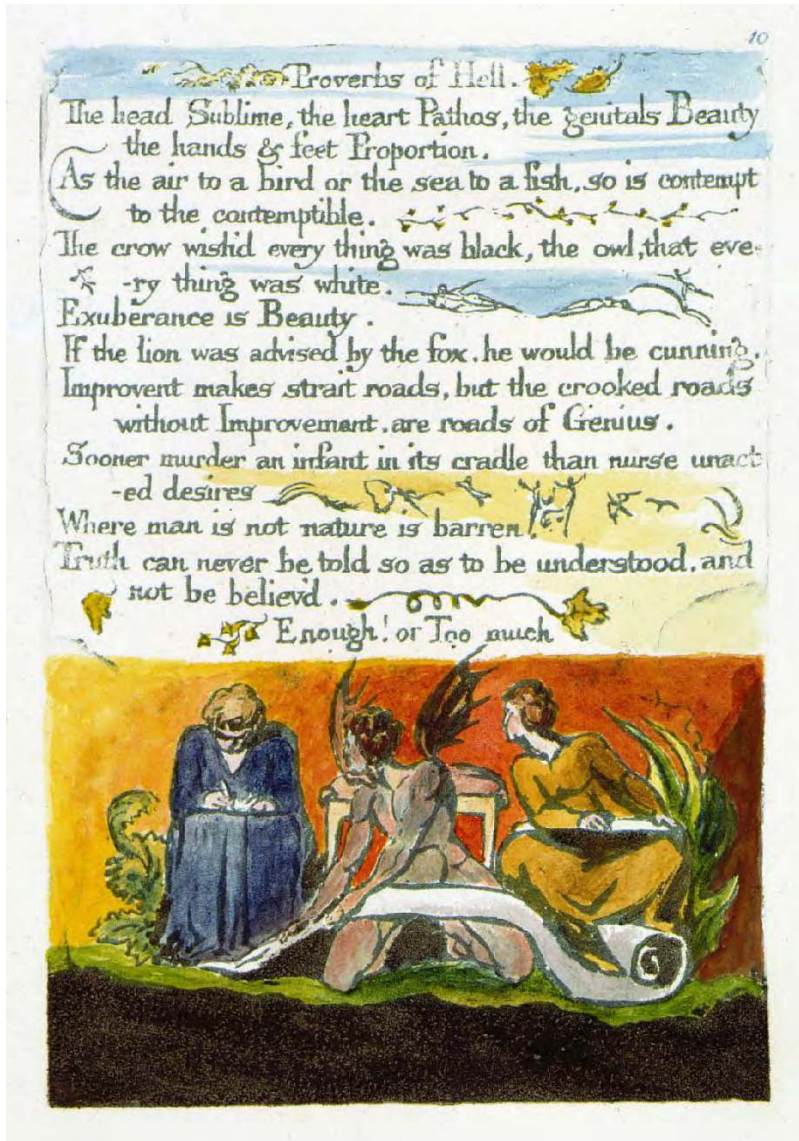 10
Proverbs of Hell.
The head Sublime, the heart Pathos, the genitals Beauty
the hands & feet Proportion.
As the air to a bird or the sea to a fish, so is contempt
to the contemptible.
The crow wish'd every thing was black, the owl, that eve-
-ry thing was white.
Exuberance is Beauty.
If the lion was advised by the fox. he would be cunning.
Improvent makes strait roads, but the crooked roads
without Improvement. are roads of Genius.
Sooner murder an infant in its cradle than nurse unact
-ed desires
Where man is not nature is barren.
Truth can never be told so as to be understood. and
not be believ'd.
Enough! or Too much